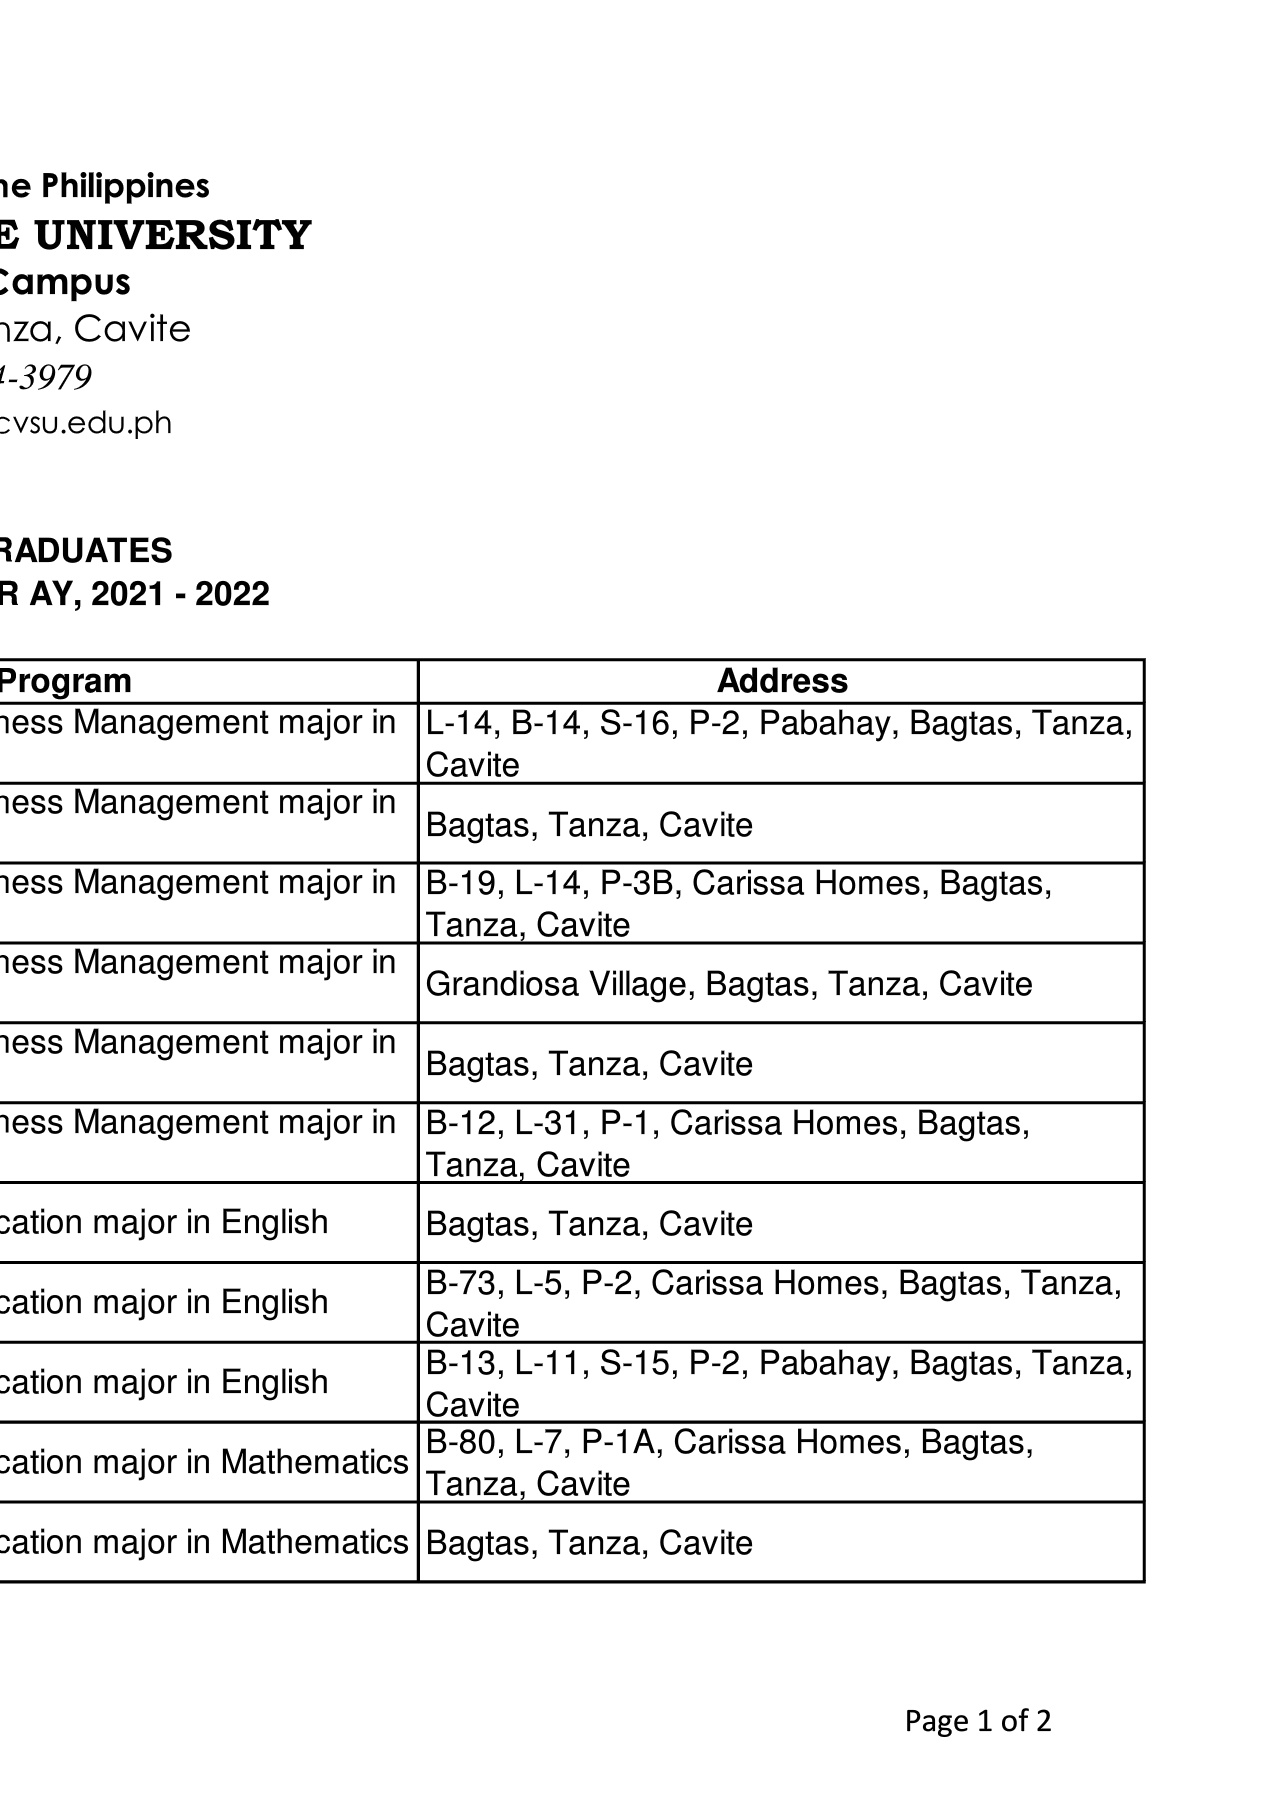 ne Philippines
E UNIVERSITY
Campus
nza, Cavite
4-3979
cvsu.edu.ph
RADUATES
R AY, 2021 - 2022
Program Address
ness Management major in L-14, B-14, S-16, P-2, Pabahay, Bagtas, Tanza,
Cavite
ness Management major in
Bagtas, Tanza, Cavite
ness Management major in B-19, L-14, P-3B, Carissa Homes, Bagtas,
Tanza, Cavite
ness Management major in
Grandiosa Village, Bagtas, Tanza, Cavite
ness Management major in
Bagtas, Tanza, Cavite
ness Management major in B-12, L-31, P-1, Carissa Homes, Bagtas,
Tanza, Cavite
cation major in English Bagtas, Tanza, Cavite
cation major in English B-73, L-5, P-2, Carissa Homes, Bagtas, Tanza,
Cavite
cation major in English B-13, L-11, S-15, P-2, Pabahay, Bagtas, Tanza,
Cavite
cation major in Mathematics B-80, L-7, P-1A, Carissa Homes, Bagtas,
Tanza, Cavite
cation major in Mathematics Bagtas, Tanza, Cavite
Page 1 of 2